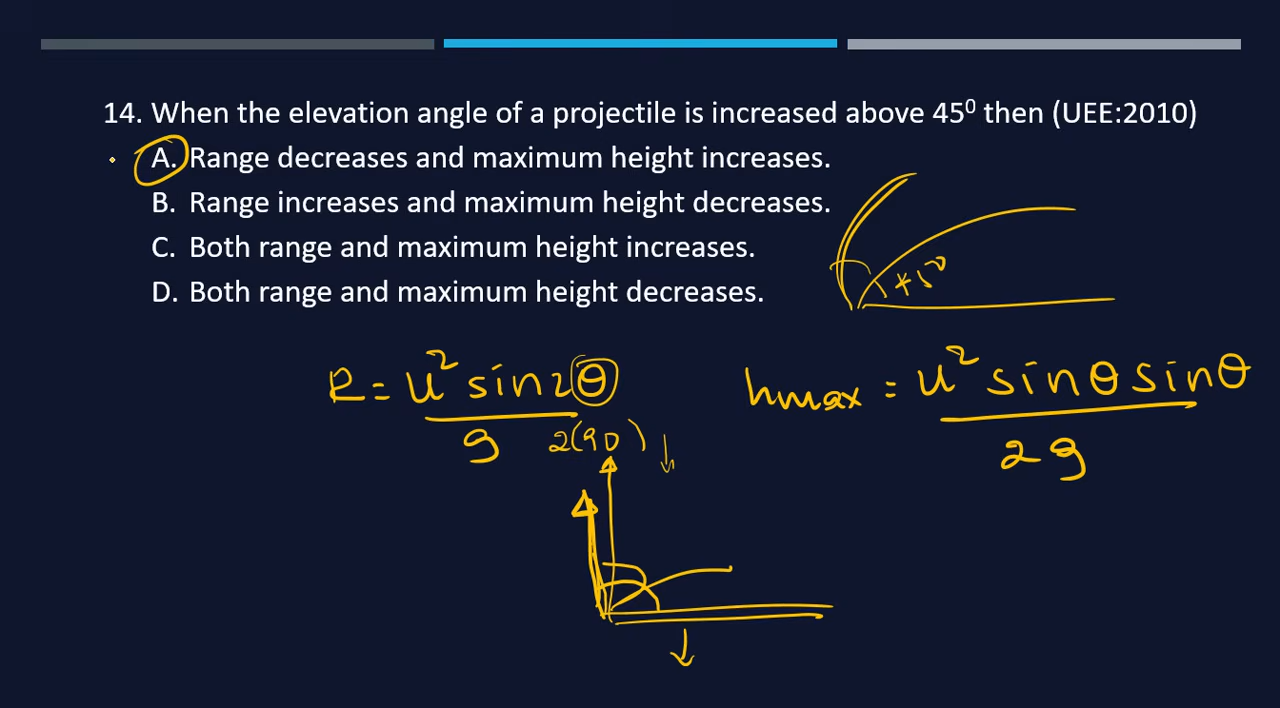 14. When the elevation angle of a projectile is increased above 45⁰ then (UEE:2010)
A. Range decreases and maximum height increases.
B. Range increases and maximum height decreases.
C. Both range and maximum height increases.
D. Both range and maximum height decreases.
R = u² sin2θ / g
2(90)
hmax = u² sinθ sinθ / 2g